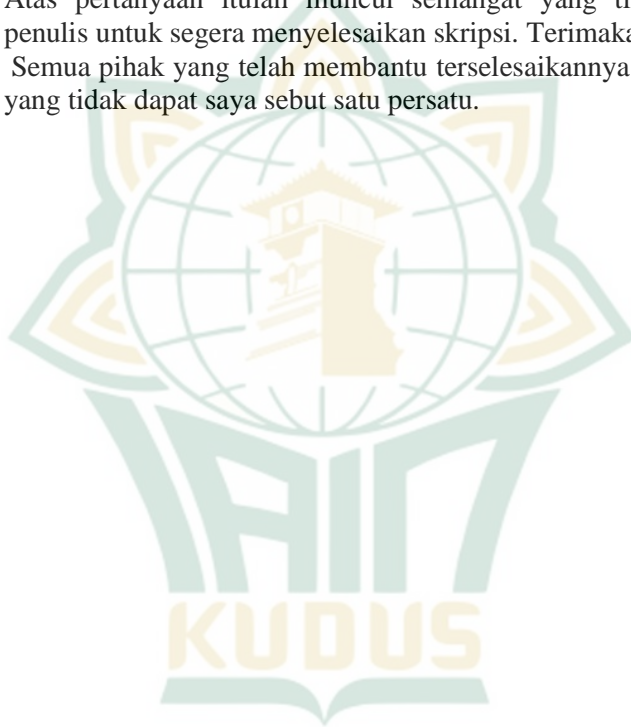 Atas pertanyaan itulah muncul semangat yang
penulis untuk segera menyelesaikan skripsi.
Semua pihak yang telah membantu terselesaikannya
yang tidak dapat saya sebut satu persatu.
IAIN
KUDUS